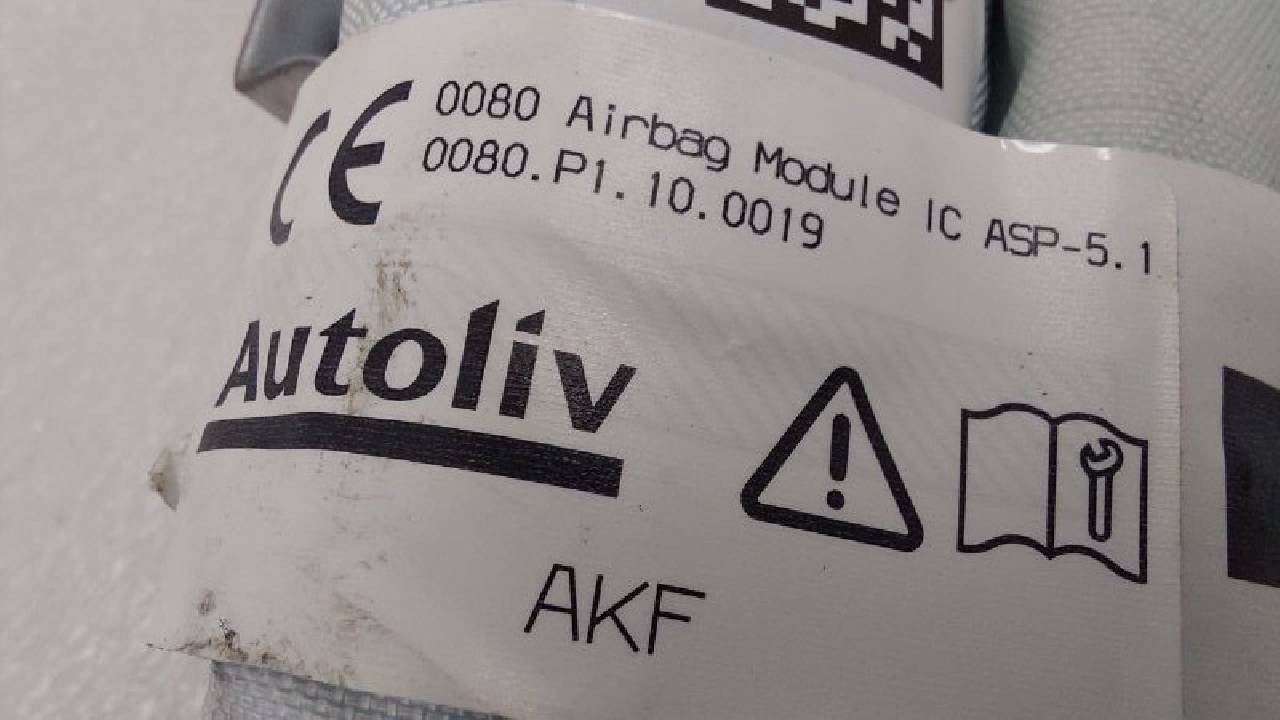 CE 0080 Airbag Module IC ASP-5.1
0080.P1.10.0019
Autoliv
AKF